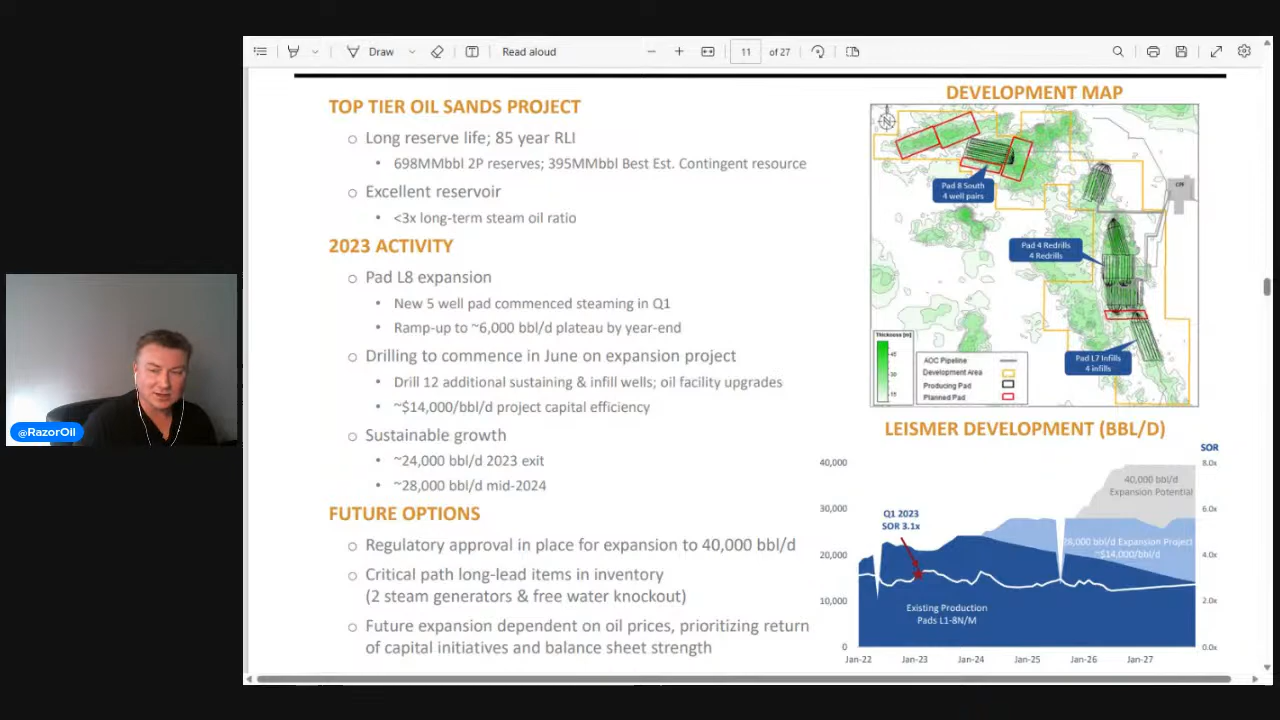 Draw
Read aloud
11 of 27
TOP TIER OIL SANDS PROJECT
Long reserve life; 85 year RLI
698MMbbl 2P reserves; 395MMbbl Best Est. Contingent resource
Excellent reservoir
<3x long-term steam oil ratio
2023 ACTIVITY
Pad L8 expansion
New 5 well pad commenced steaming in Q1
Ramp-up to ~6,000 bbl/d plateau by year-end
Drilling to commence in June on expansion project
Drill 12 additional sustaining & infill wells; oil facility upgrades
~$14,000/bbl/d project capital efficiency
Sustainable growth
~24,000 bbl/d 2023 exit
~28,000 bbl/d mid-2024
FUTURE OPTIONS
Regulatory approval in place for expansion to 40,000 bbl/d
Critical path long-lead items in inventory
(2 steam generators & free water knockout)
Future expansion dependent on oil prices, prioritizing return
of capital initiatives and balance sheet strength
DEVELOPMENT MAP
N
CPF
Pad 8 South
4 well pairs
Pad 4 Redrills
4 Redrills
Pad L7 Infills
4 infills
Thickness [m]
45
30
15
AOC Pipeline
Development Area
Producing Pad
Planned Pad
LEISMER DEVELOPMENT (BBL/D)
SOR
40,000
30,000
20,000
10,000
0
8.0x
6.0x
4.0x
2.0x
0.0x
Q1 2023
SOR 3.1x
40,000 bbl/d
Expansion Potential
28,000 bbl/d Expansion Project
~$14,000/bbl/d
Existing Production
Pads L1-8N/M
Jan-22 Jan-23 Jan-24 Jan-25 Jan-26 Jan-27
@RazorOil